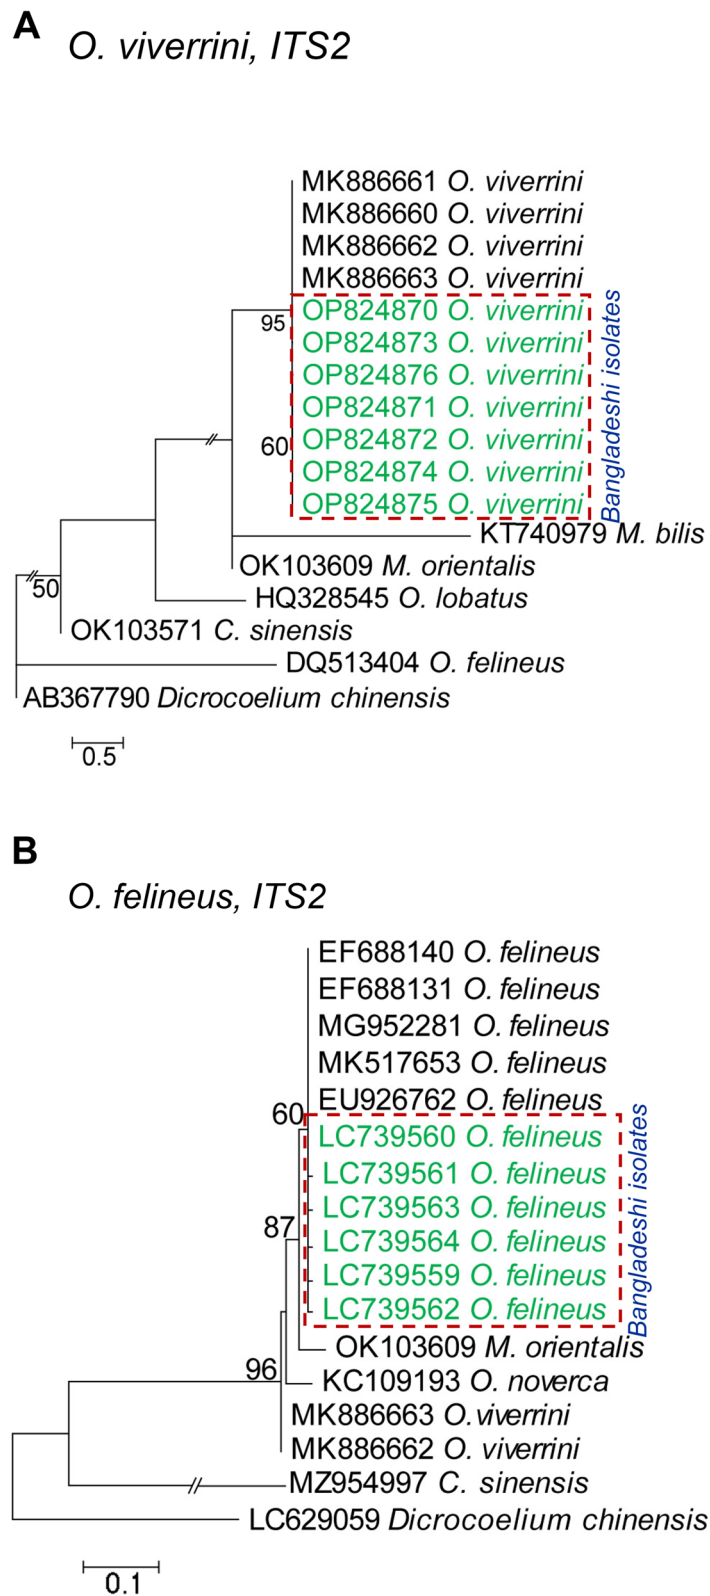 A
O. viverrini, ITS2
MK886661 O. viverrini
MK886660 O. viverrini
MK886662 O. viverrini
MK886663 O. viverrini
OP824870 O. viverrini
95
OP824873 O. viverrini
OP824876 O. viverrini
OP824871 O. viverrini
OP824872 O. viverrini
60
OP824874 O. viverrini
OP824875 O. viverrini
Bangladeshi isolates
KT740979 M. bilis
OK103609 M. orientalis
50
HQ328545 O. lobatus
OK103571 C. sinensis
DQ513404 O. felineus
AB367790 Dicrocoelium chinensis
0.5
B
O. felineus, ITS2
EF688140 O. felineus
EF688131 O. felineus
MG952281 O. felineus
MK517653 O. felineus
EU926762 O. felineus
60
LC739560 O. felineus
LC739561 O. felineus
LC739563 O. felineus
87
LC739564 O. felineus
LC739559 O. felineus
LC739562 O. felineus
Bangladeshi isolates
OK103609 M. orientalis
96
KC109193 O. noverca
MK886663 O.viverrini
MK886662 O. viverrini
MZ954997 C. sinensis
LC629059 Dicrocoelium chinensis
0.1